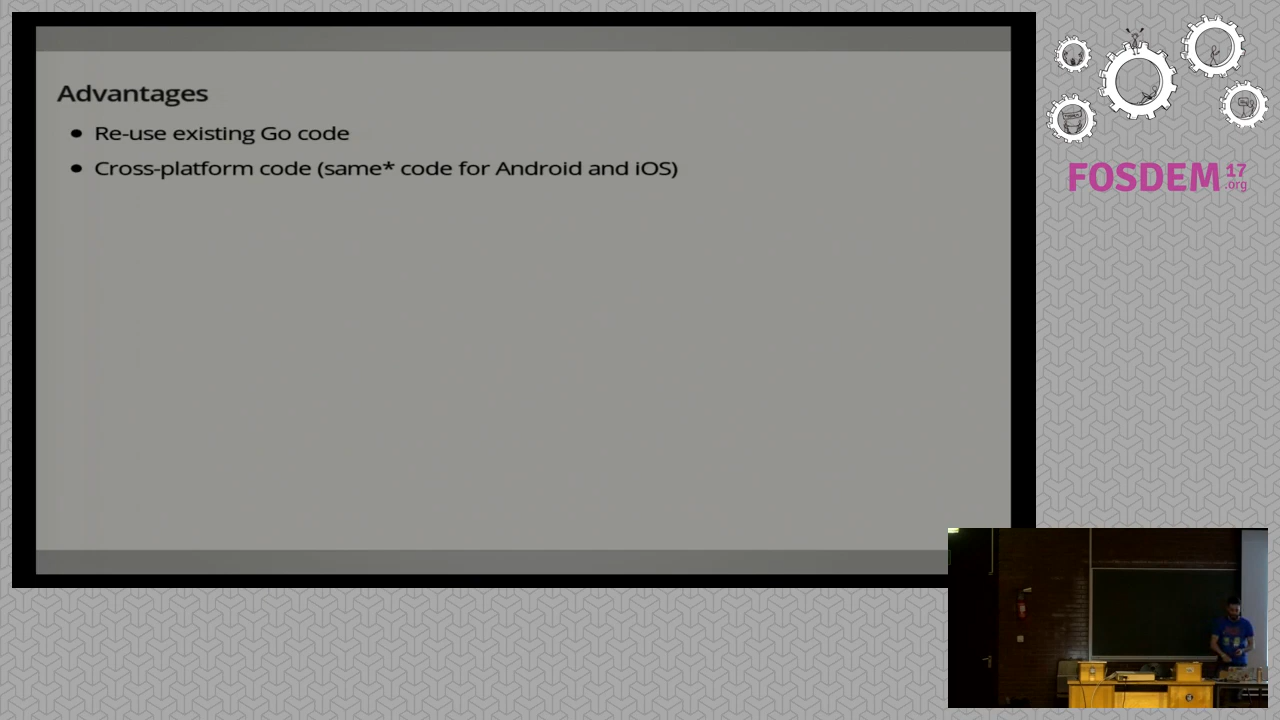 Advantages
Re-use existing Go code
Cross-platform code (same* code for Android and iOS)
FOSDEM 17
.org